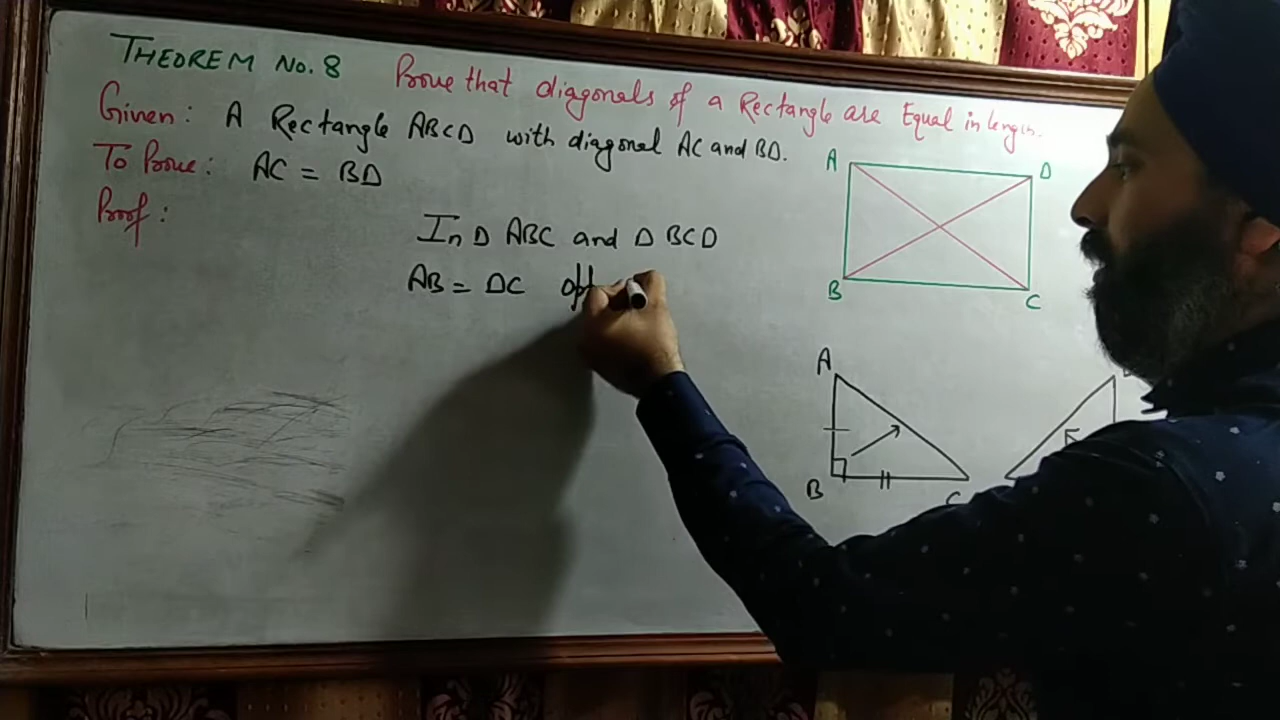 THEOREM No. 8 Prove that diagonals of a Rectangle are Equal in length.
Given: A Rectangle ABCD with diagonal AC and BD.
To Prove: AC = BD
Proof:
In Δ ABC and Δ BCD
AB = DC opp
A D
B C
A
B C